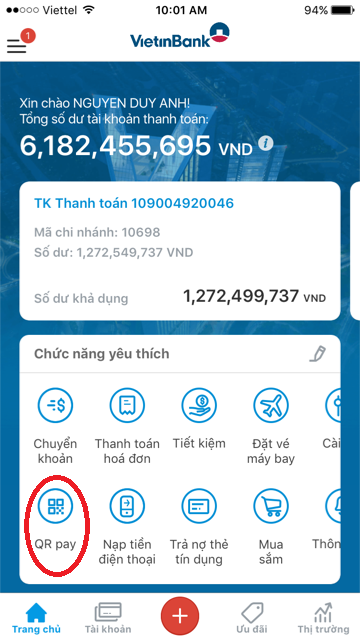 Viettel 10:01 AM 94%
1
VietinBank
Xin chào NGUYEN DUY ANH!
Tổng số dư tài khoản thanh toán:
6,182,455,695 VND i
TK Thanh toán 109004920046
Mã chi nhánh: 10698
Số dư: 1,272,549,737 VND
Số dư khả dụng 1,272,499,737 VND
Chức năng yêu thích
Chuyển khoản
Thanh toán hoá đơn
Tiết kiệm
Đặt vé máy bay
Cài
QR pay
Nạp tiền điện thoại
Trả nợ thẻ tín dụng
Mua sắm
Thôn
Trang chủ Tài khoản Ưu đãi Thị trường